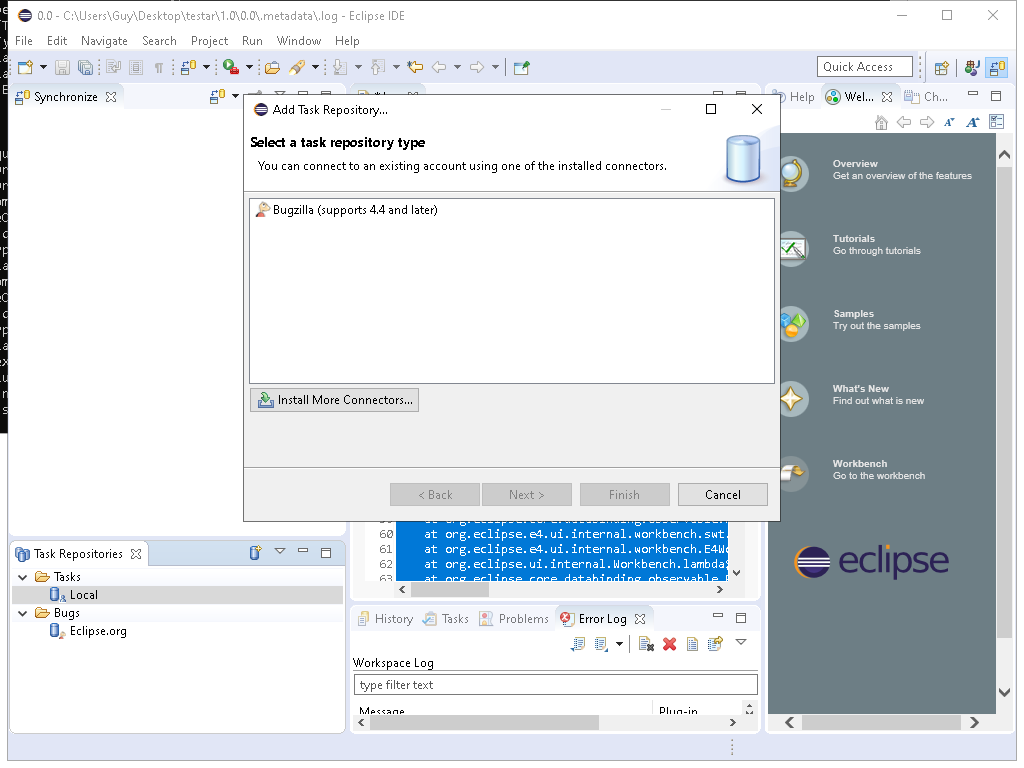 0.0 - C:\Users\Guy\Desktop\testar\1.0\0.0\.metadata\.log - Eclipse IDE
File Edit Navigate Search Project Run Window Help
Quick Access
Synchronize
Help Wel... Ch...
Add Task Repository...
Select a task repository type
You can connect to an existing account using one of the installed connectors.
Bugzilla (supports 4.4 and later)
Install More Connectors...
< Back Next > Finish Cancel
Overview
Get an overview of the features
Tutorials
Go through tutorials
Samples
Try out the samples
What's New
Find out what is new
Workbench
Go to the workbench
eclipse
60 at org.eclipse.e4.ui.internal.workbench.swt.
61 at org.eclipse.e4.ui.internal.workbench.E4Wo
62 at org.eclipse.ui.internal.Workbench.lambda$
63 at org.eclipse.core.databinding.observable.
Task Repositories
Tasks
Local
Bugs
Eclipse.org
History Tasks Problems Error Log
Workspace Log
type filter text
Message Plug-in